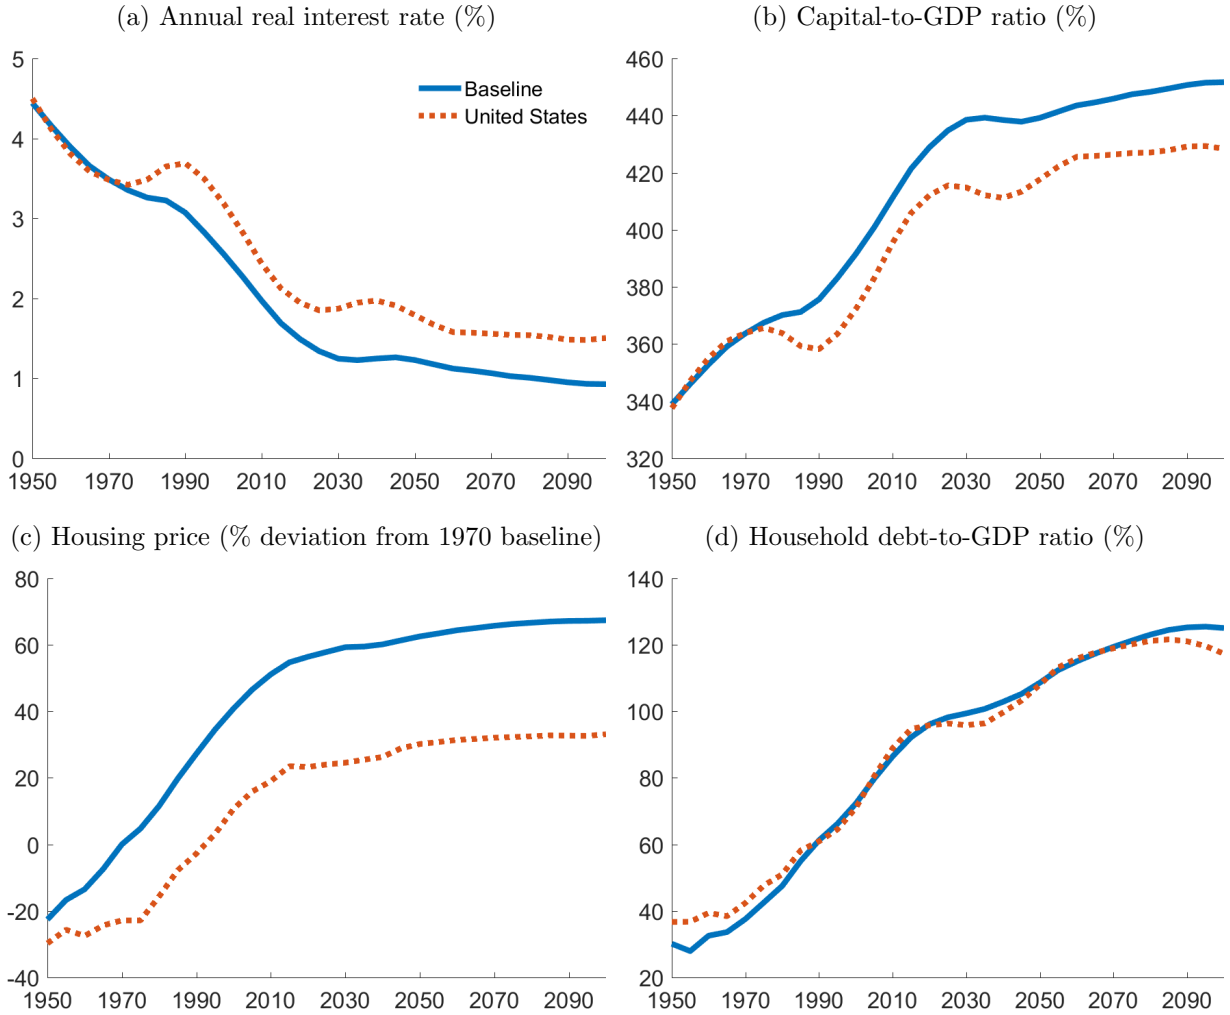 (a) Annual real interest rate (%)
5
4
3
2
1
0
1950 1970 1990 2010 2030 2050 2070 2090
Baseline
United States
(b) Capital-to-GDP ratio (%)
460
440
420
400
380
360
340
320
1950 1970 1990 2010 2030 2050 2070 2090
(c) Housing price (% deviation from 1970 baseline)
80
60
40
20
0
-20
-40
1950 1970 1990 2010 2030 2050 2070 2090
(d) Household debt-to-GDP ratio (%)
140
120
100
80
60
40
20
1950 1970 1990 2010 2030 2050 2070 2090